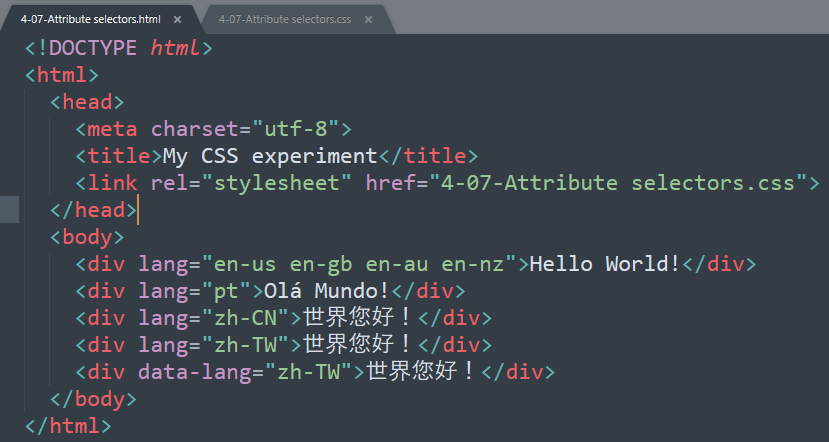 4-07-Attribute selectors.html × 4-07-Attribute selectors.css ×
<!DOCTYPE html>
<html>
<head>
<meta charset="utf-8">
<title>My CSS experiment</title>
<link rel="stylesheet" href="4-07-Attribute selectors.css">
</head>
<body>
<div lang="en-us en-gb en-au en-nz">Hello World!</div>
<div lang="pt">Olá Mundo!</div>
<div lang="zh-CN">世界您好！</div>
<div lang="zh-TW">世界您好！</div>
<div data-lang="zh-TW">世界您好！</div>
</body>
</html>